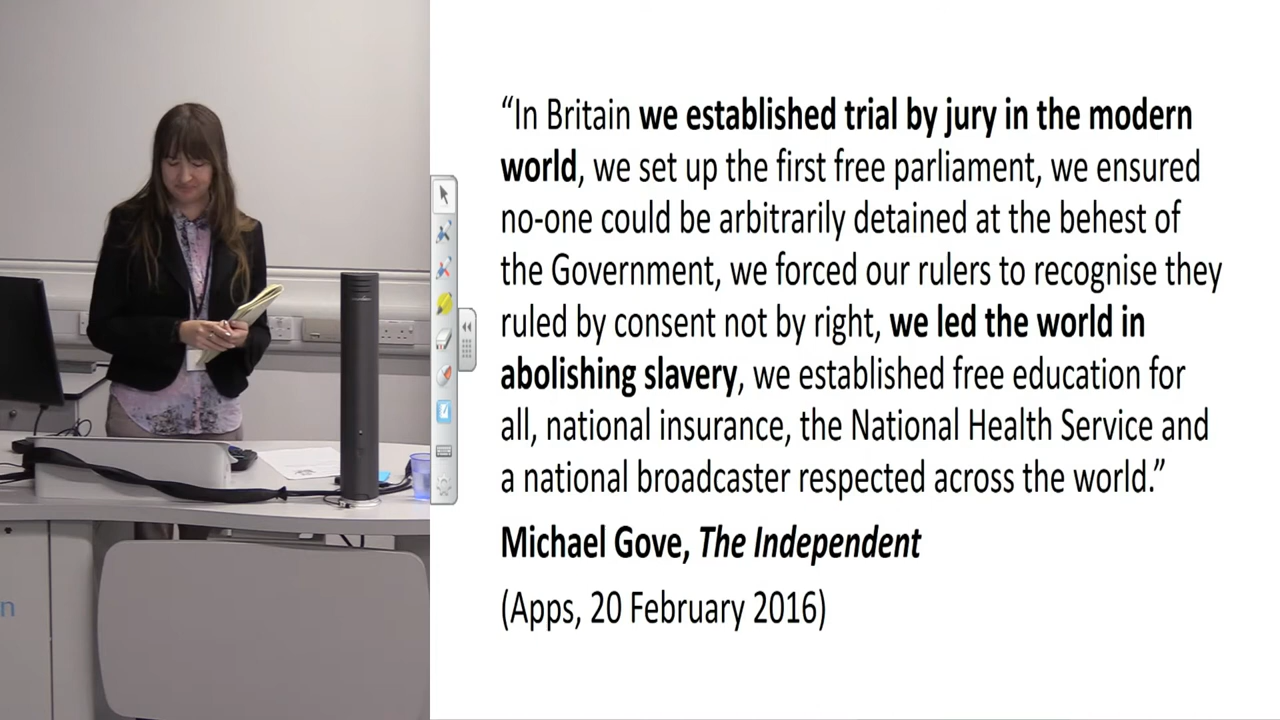 “In Britain we established trial by jury in the modern
world, we set up the first free parliament, we ensured
no-one could be arbitrarily detained at the behest of
the Government, we forced our rulers to recognise they
ruled by consent not by right, we led the world in
abolishing slavery, we established free education for
all, national insurance, the National Health Service and
a national broadcaster respected across the world.”
Michael Gove, The Independent
(Apps, 20 February 2016)
n